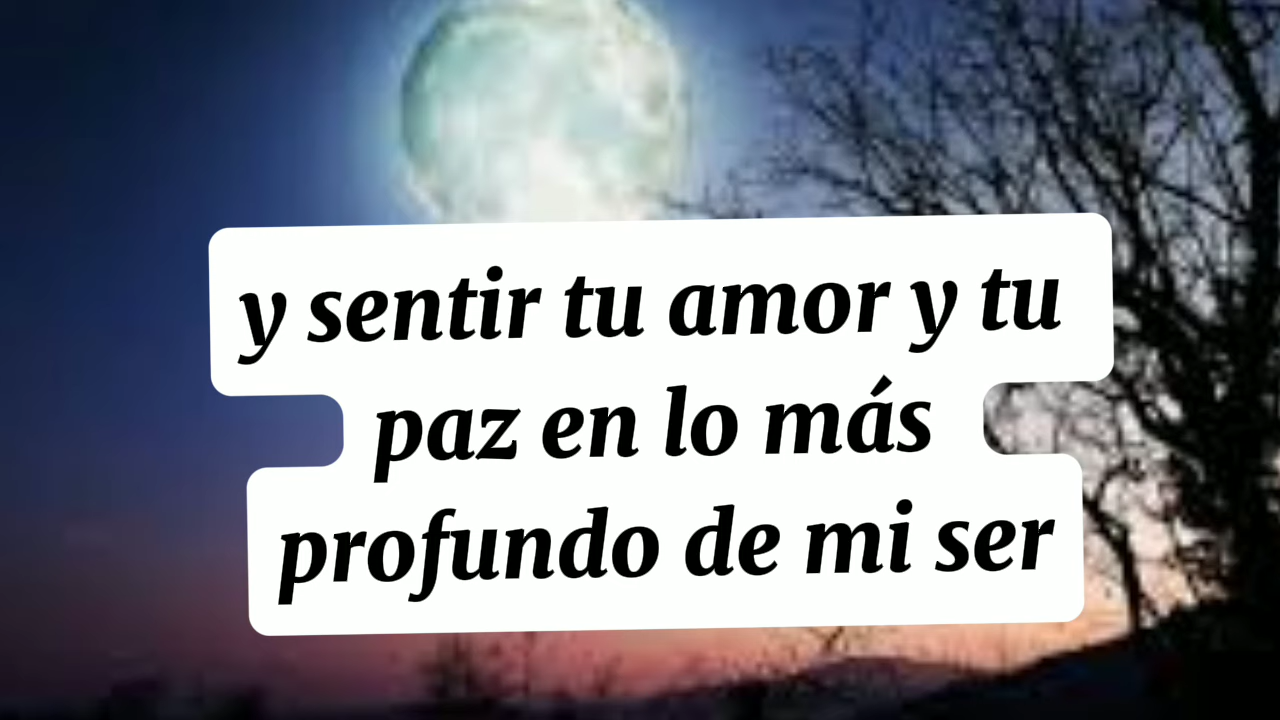 y sentir tu amor y tu
paz en lo más
profundo de mi ser